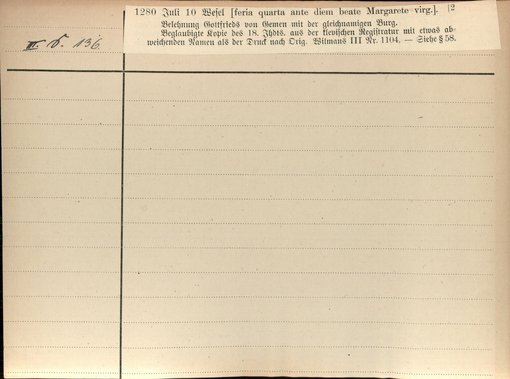 1280 Juli 10 Wesel [feria quarta ante diem beate Margarete virg.]. [2
Belehnung Gottfrieds von Gemen mit der gleichnamigen Burg.
Beglaubigte Kopie des 18. Jhdts. aus der klevischen Registratur mit etwas ab-
weichenden Namen als der Druck nach Orig. Wilmans III Nr. 1104. — Siehe § 58.
136